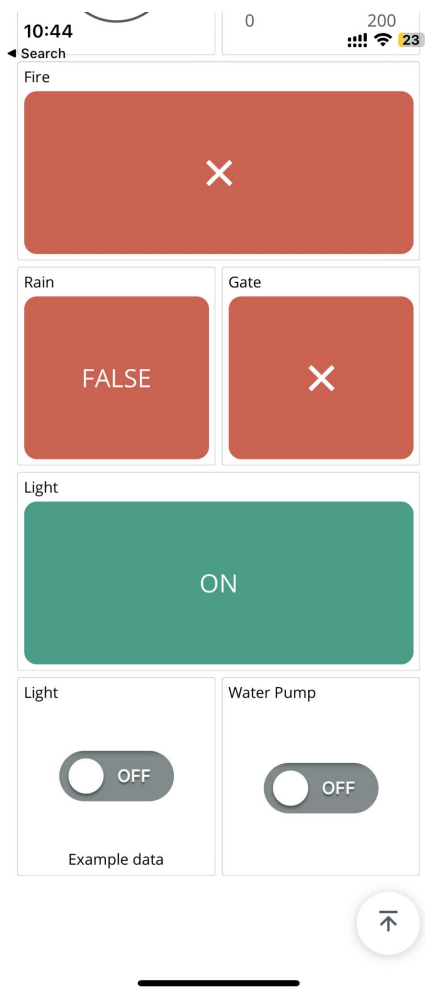 0 200
10:44
23
◀ Search
Fire
×
Rain
Gate
FALSE
×
Light
ON
Light
Water Pump
OFF
OFF
Example data